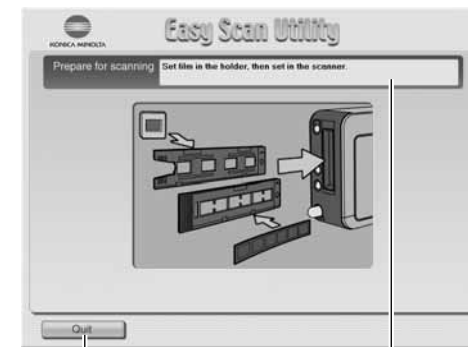 KONICA MINOLTA
Easy Scan Utility
Prepare for scanning
Set film in the holder, then set in the scanner.
Quit